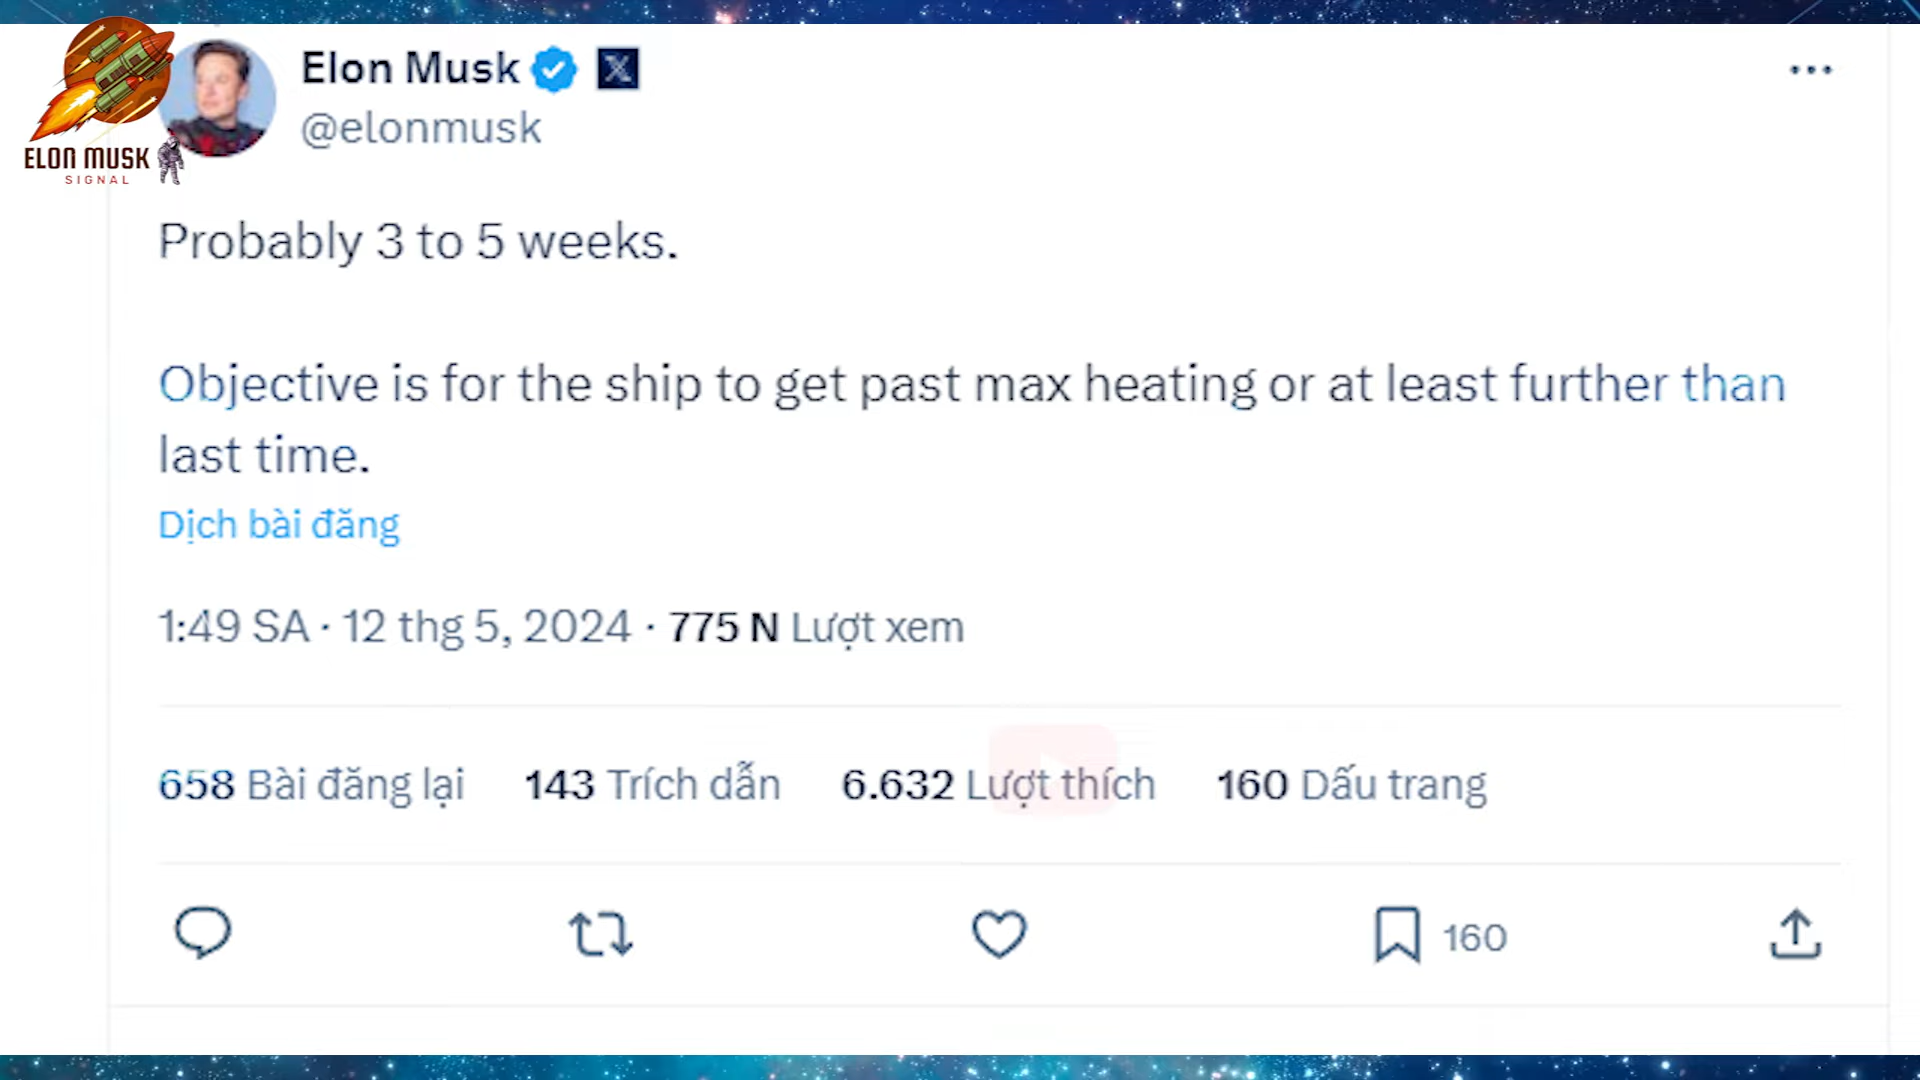 ELON MUSK
SIGNAL
Elon Musk
@elonmusk
Probably 3 to 5 weeks.
Objective is for the ship to get past max heating or at least further than
last time.
Dịch bài đăng
1:49 SA · 12 thg 5, 2024 · 775 N Lượt xem
658 Bài đăng lại 143 Trích dẫn 6.632 Lượt thích 160 Dấu trang
160